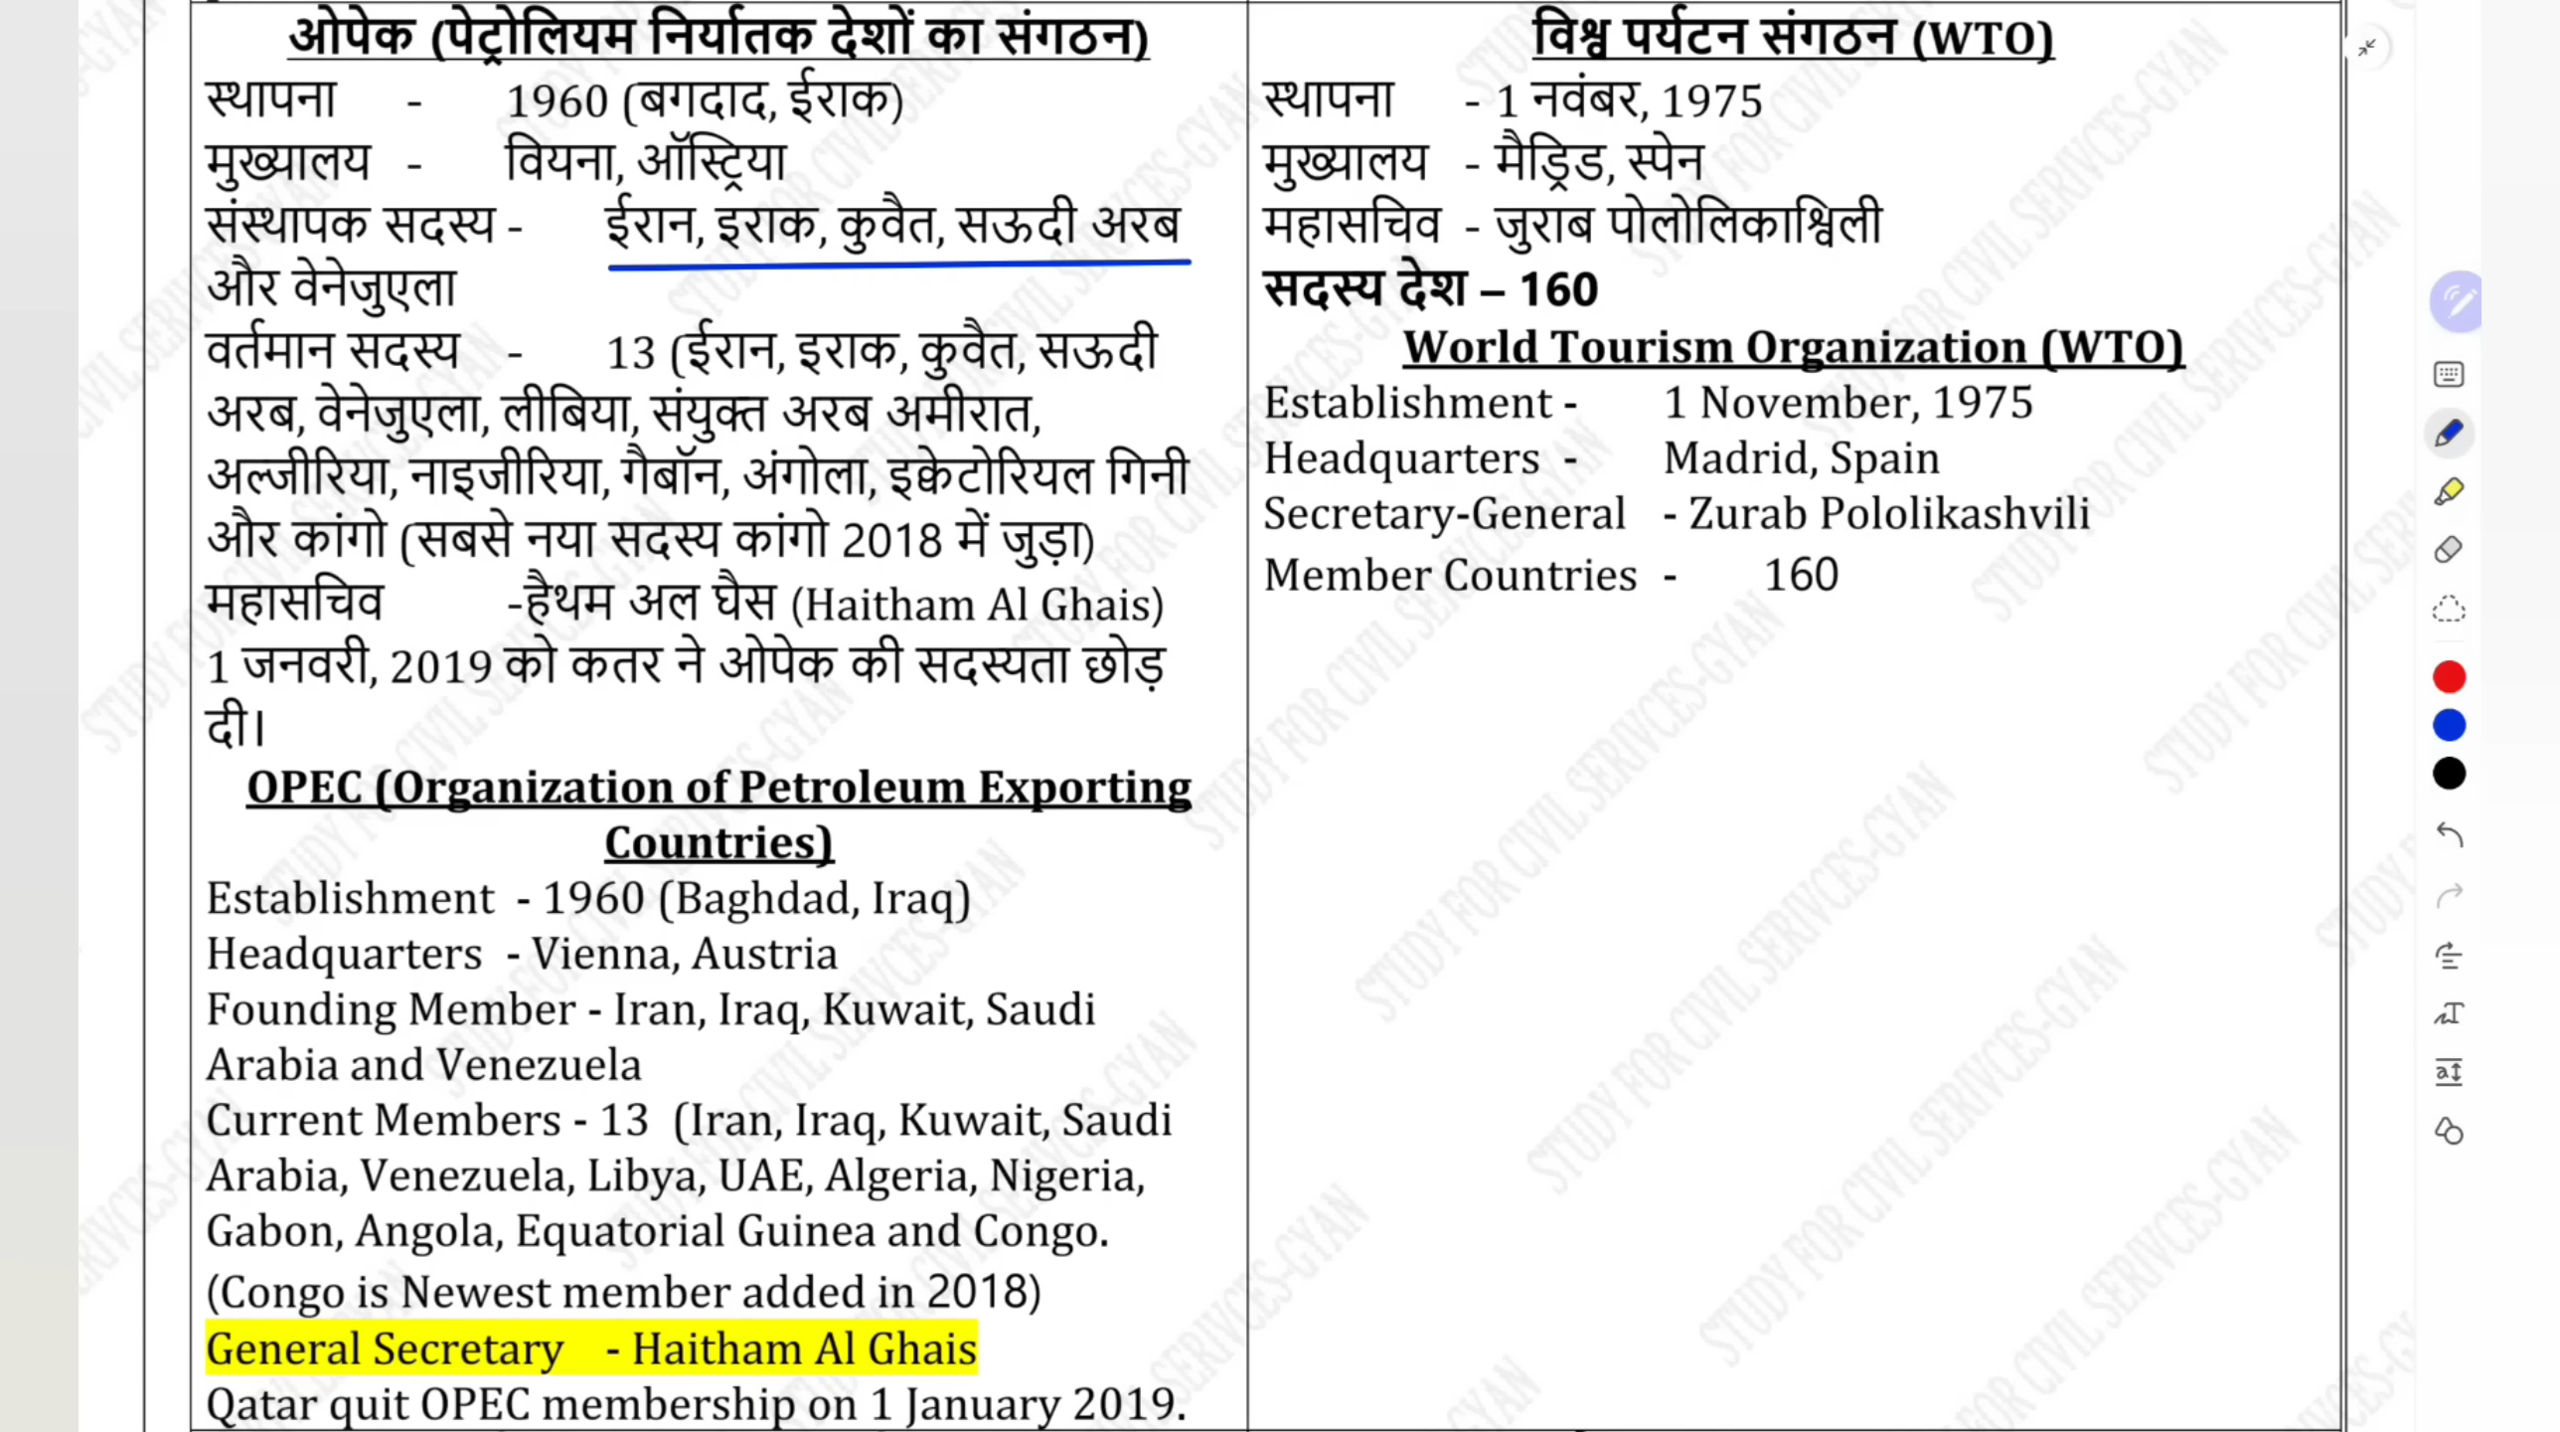 ओपेक (पेट्रोलियम निर्यातक देशों का संगठन)
स्थापना - 1960 (बगदाद, ईराक)
मुख्यालय - वियना, ऑस्ट्रिया
संस्थापक सदस्य - ईरान, इराक, कुवैत, सऊदी अरब
और वेनेजुएला
वर्तमान सदस्य - 13 (ईरान, इराक, कुवैत, सऊदी
अरब, वेनेजुएला, लीबिया, संयुक्त अरब अमीरात,
अल्जीरिया, नाइजीरिया, गैबॉन, अंगोला, इक्वेटोरियल गिनी
और कांगो (सबसे नया सदस्य कांगो 2018 में जुड़ा)
महासचिव -हैथम अल घैस (Haitham Al Ghais)
1 जनवरी, 2019 को कतर ने ओपेक की सदस्यता छोड़
दी।
OPEC (Organization of Petroleum Exporting
Countries)
Establishment - 1960 (Baghdad, Iraq)
Headquarters - Vienna, Austria
Founding Member - Iran, Iraq, Kuwait, Saudi
Arabia and Venezuela
Current Members - 13 (Iran, Iraq, Kuwait, Saudi
Arabia, Venezuela, Libya, UAE, Algeria, Nigeria,
Gabon, Angola, Equatorial Guinea and Congo.
(Congo is Newest member added in 2018)
General Secretary - Haitham Al Ghais
Qatar quit OPEC membership on 1 January 2019.
विश्व पर्यटन संगठन (WTO)
स्थापना - 1 नवंबर, 1975
मुख्यालय - मैड्रिड, स्पेन
महासचिव - जुराब पोलोलिकाश्विली
सदस्य देश – 160
World Tourism Organization (WTO)
Establishment - 1 November, 1975
Headquarters - Madrid, Spain
Secretary-General - Zurab Pololikashvili
Member Countries - 160
STUDY FOR CIVIL SERIVCES-GYAN